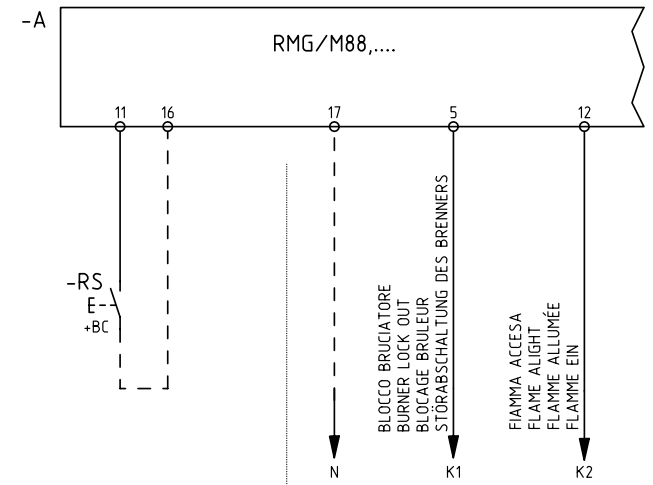 -A
RMG/M88,....
11
16
17
5
12
-RS
E
+BC
BLOCCO BRUCIATORE
BURNER LOCK OUT
BLOCAGE BRULEUR
STÖRABSCHALTUNG DES BRENNERS
FIAMMA ACCESA
FLAME ALIGHT
FLAMME ALLUMÉE
FLAMME EIN
N
K1
K2